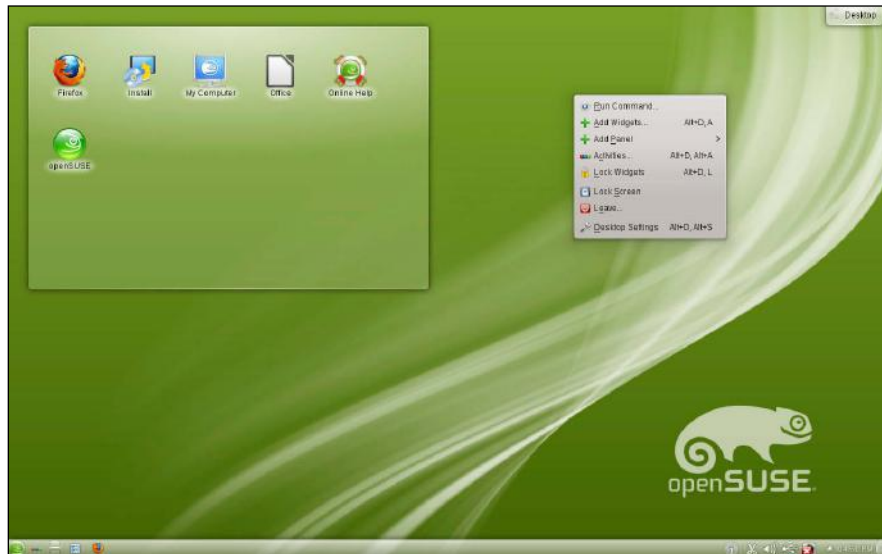 Desktop
Firefox
Install
My Computer
Office
Online Help
openSUSE
Run Command...
Add Widgets... Alt+D, A
Add Panel >
Activities... Alt+D, Alt+A
Lock Widgets Alt+D, L
Lock Screen
Leave...
Desktop Settings Alt+D, Alt+S
openSUSE